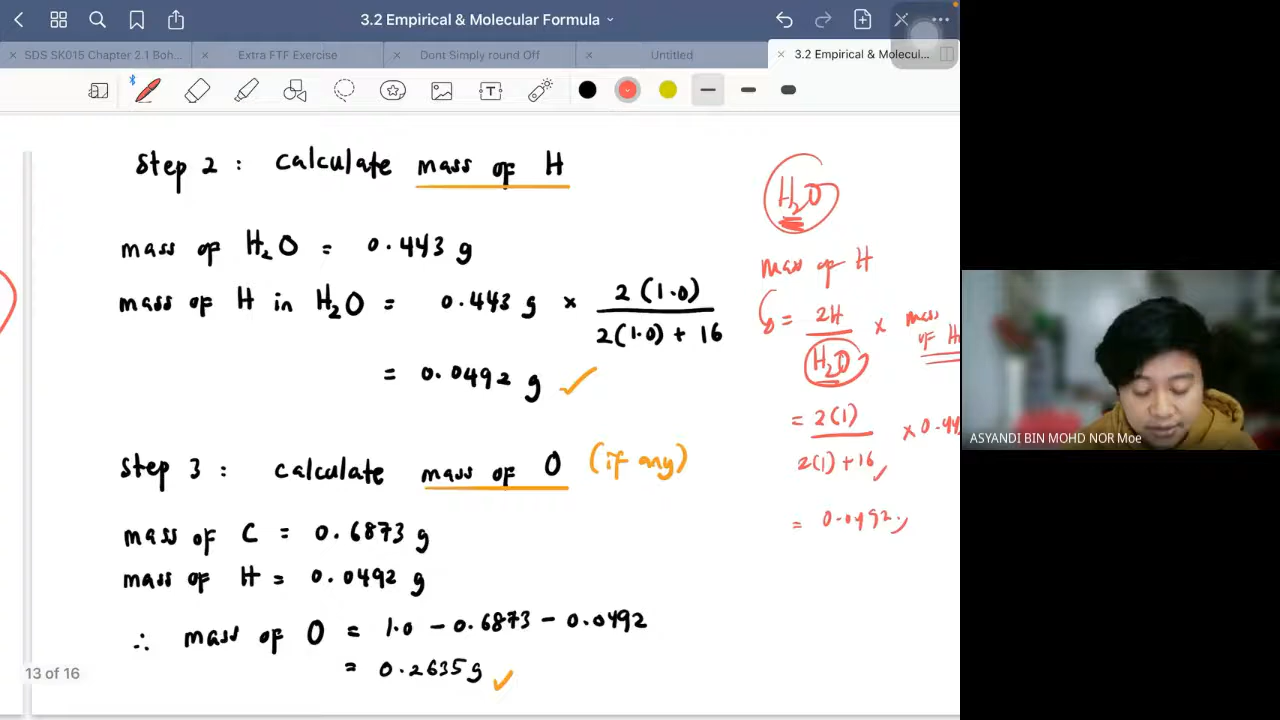 3.2 Empirical & Molecular Formula
SDS SK015 Chapter 2.1 Boh...
Extra FTF Exercise
Dont Simply round Off
Untitled
3.2 Empirical & Molecul...
Step 2 : Calculate mass of H
mass of H₂O = 0.443 g
mass of H in H₂O = 0.443 g × 2(1.0) / 2(1.0) + 16
= 0.0492 g ✓
Step 3 : calculate mass of O (if any)
mass of C = 0.6873 g
mass of H = 0.0492 g
∴ mass of O = 1.0 - 0.6873 - 0.0492
= 0.2635g ✓
13 of 16
H₂O
mass of H
= 2H / H₂O × mass of H
= 2(1) / 2(1) + 16 × 0.44
= 0.0492
ASYANDI BIN MOHD NOR Moe